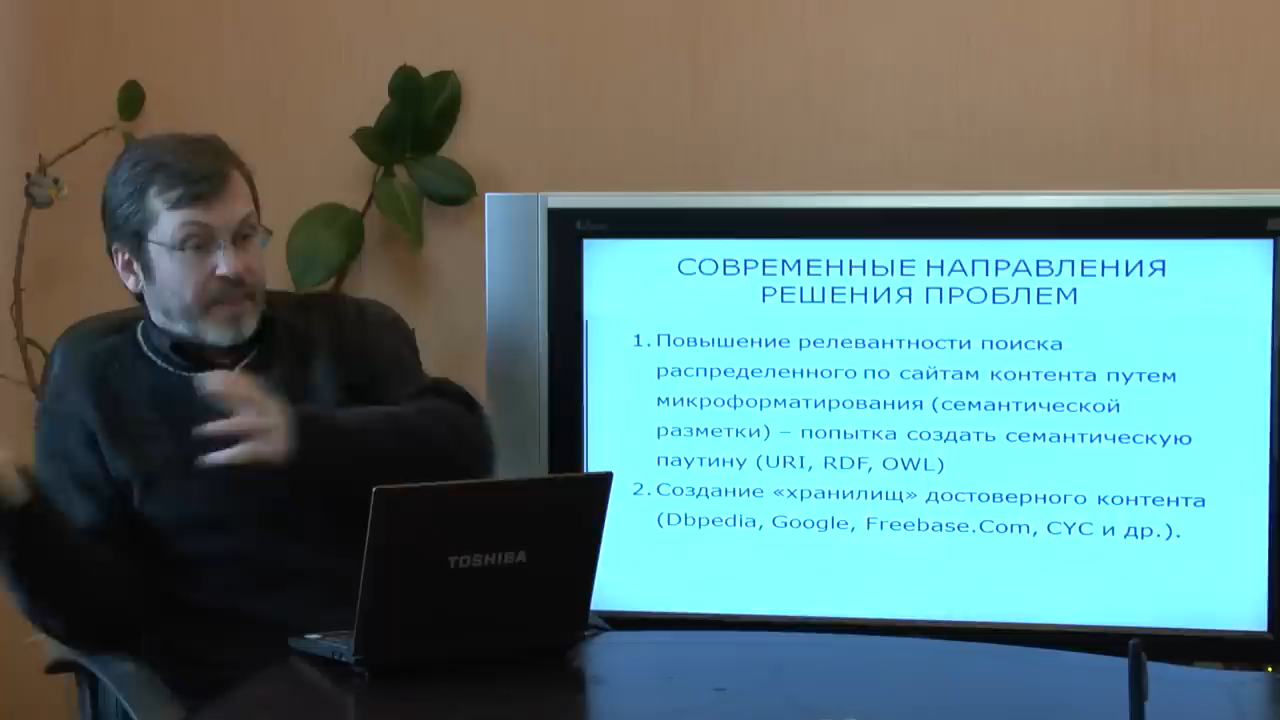 СОВРЕМЕННЫЕ НАПРАВЛЕНИЯ
РЕШЕНИЯ ПРОБЛЕМ
1. Повышение релевантности поиска
распределенного по сайтам контента путем
микроформатирования (семантической
разметки) – попытка создать семантическую
паутину (URI, RDF, OWL)
2. Создание «хранилищ» достоверного контента
(Dbpedia, Google, Freebase.Com, CYC и др.).
TOSHIBA